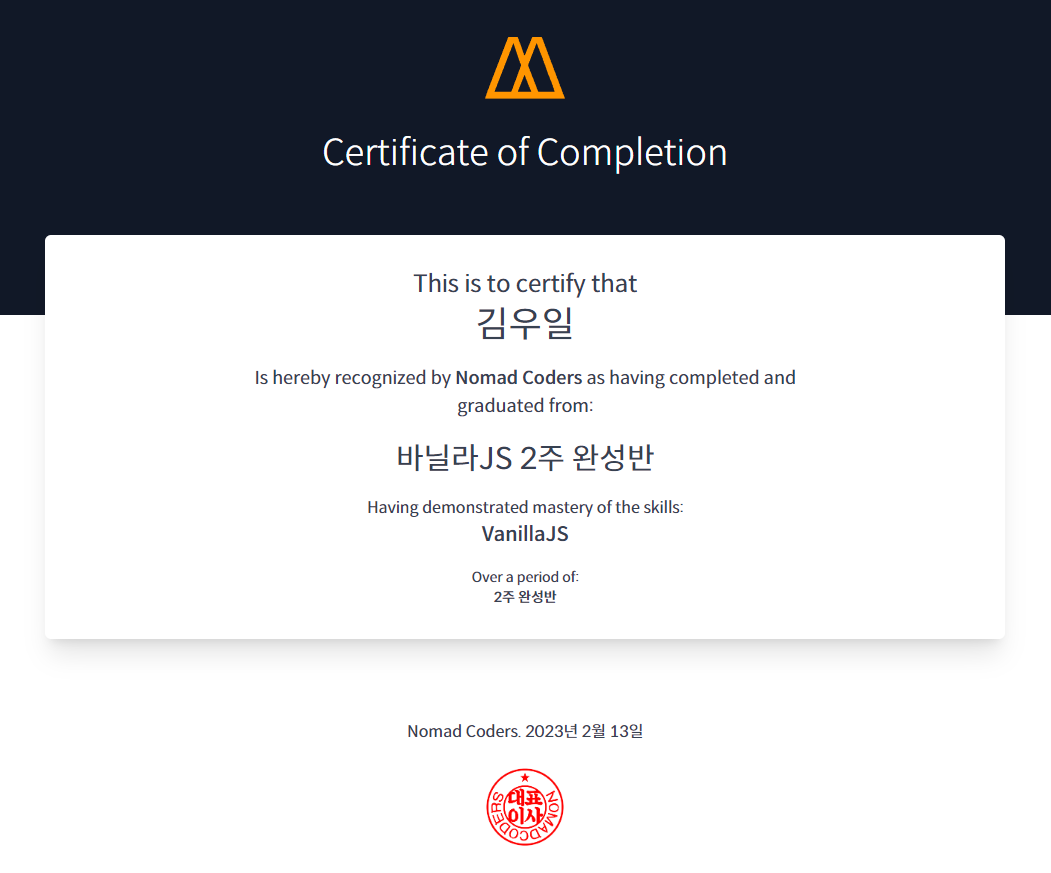 Certificate of Completion
This is to certify that
김우일
Is hereby recognized by Nomad Coders as having completed and
graduated from:
바닐라JS 2주 완성반
Having demonstrated mastery of the skills:
VanillaJS
Over a period of:
2주 완성반
Nomad Coders. 2023년 2월 13일
대표
이사
NOMADCODERS